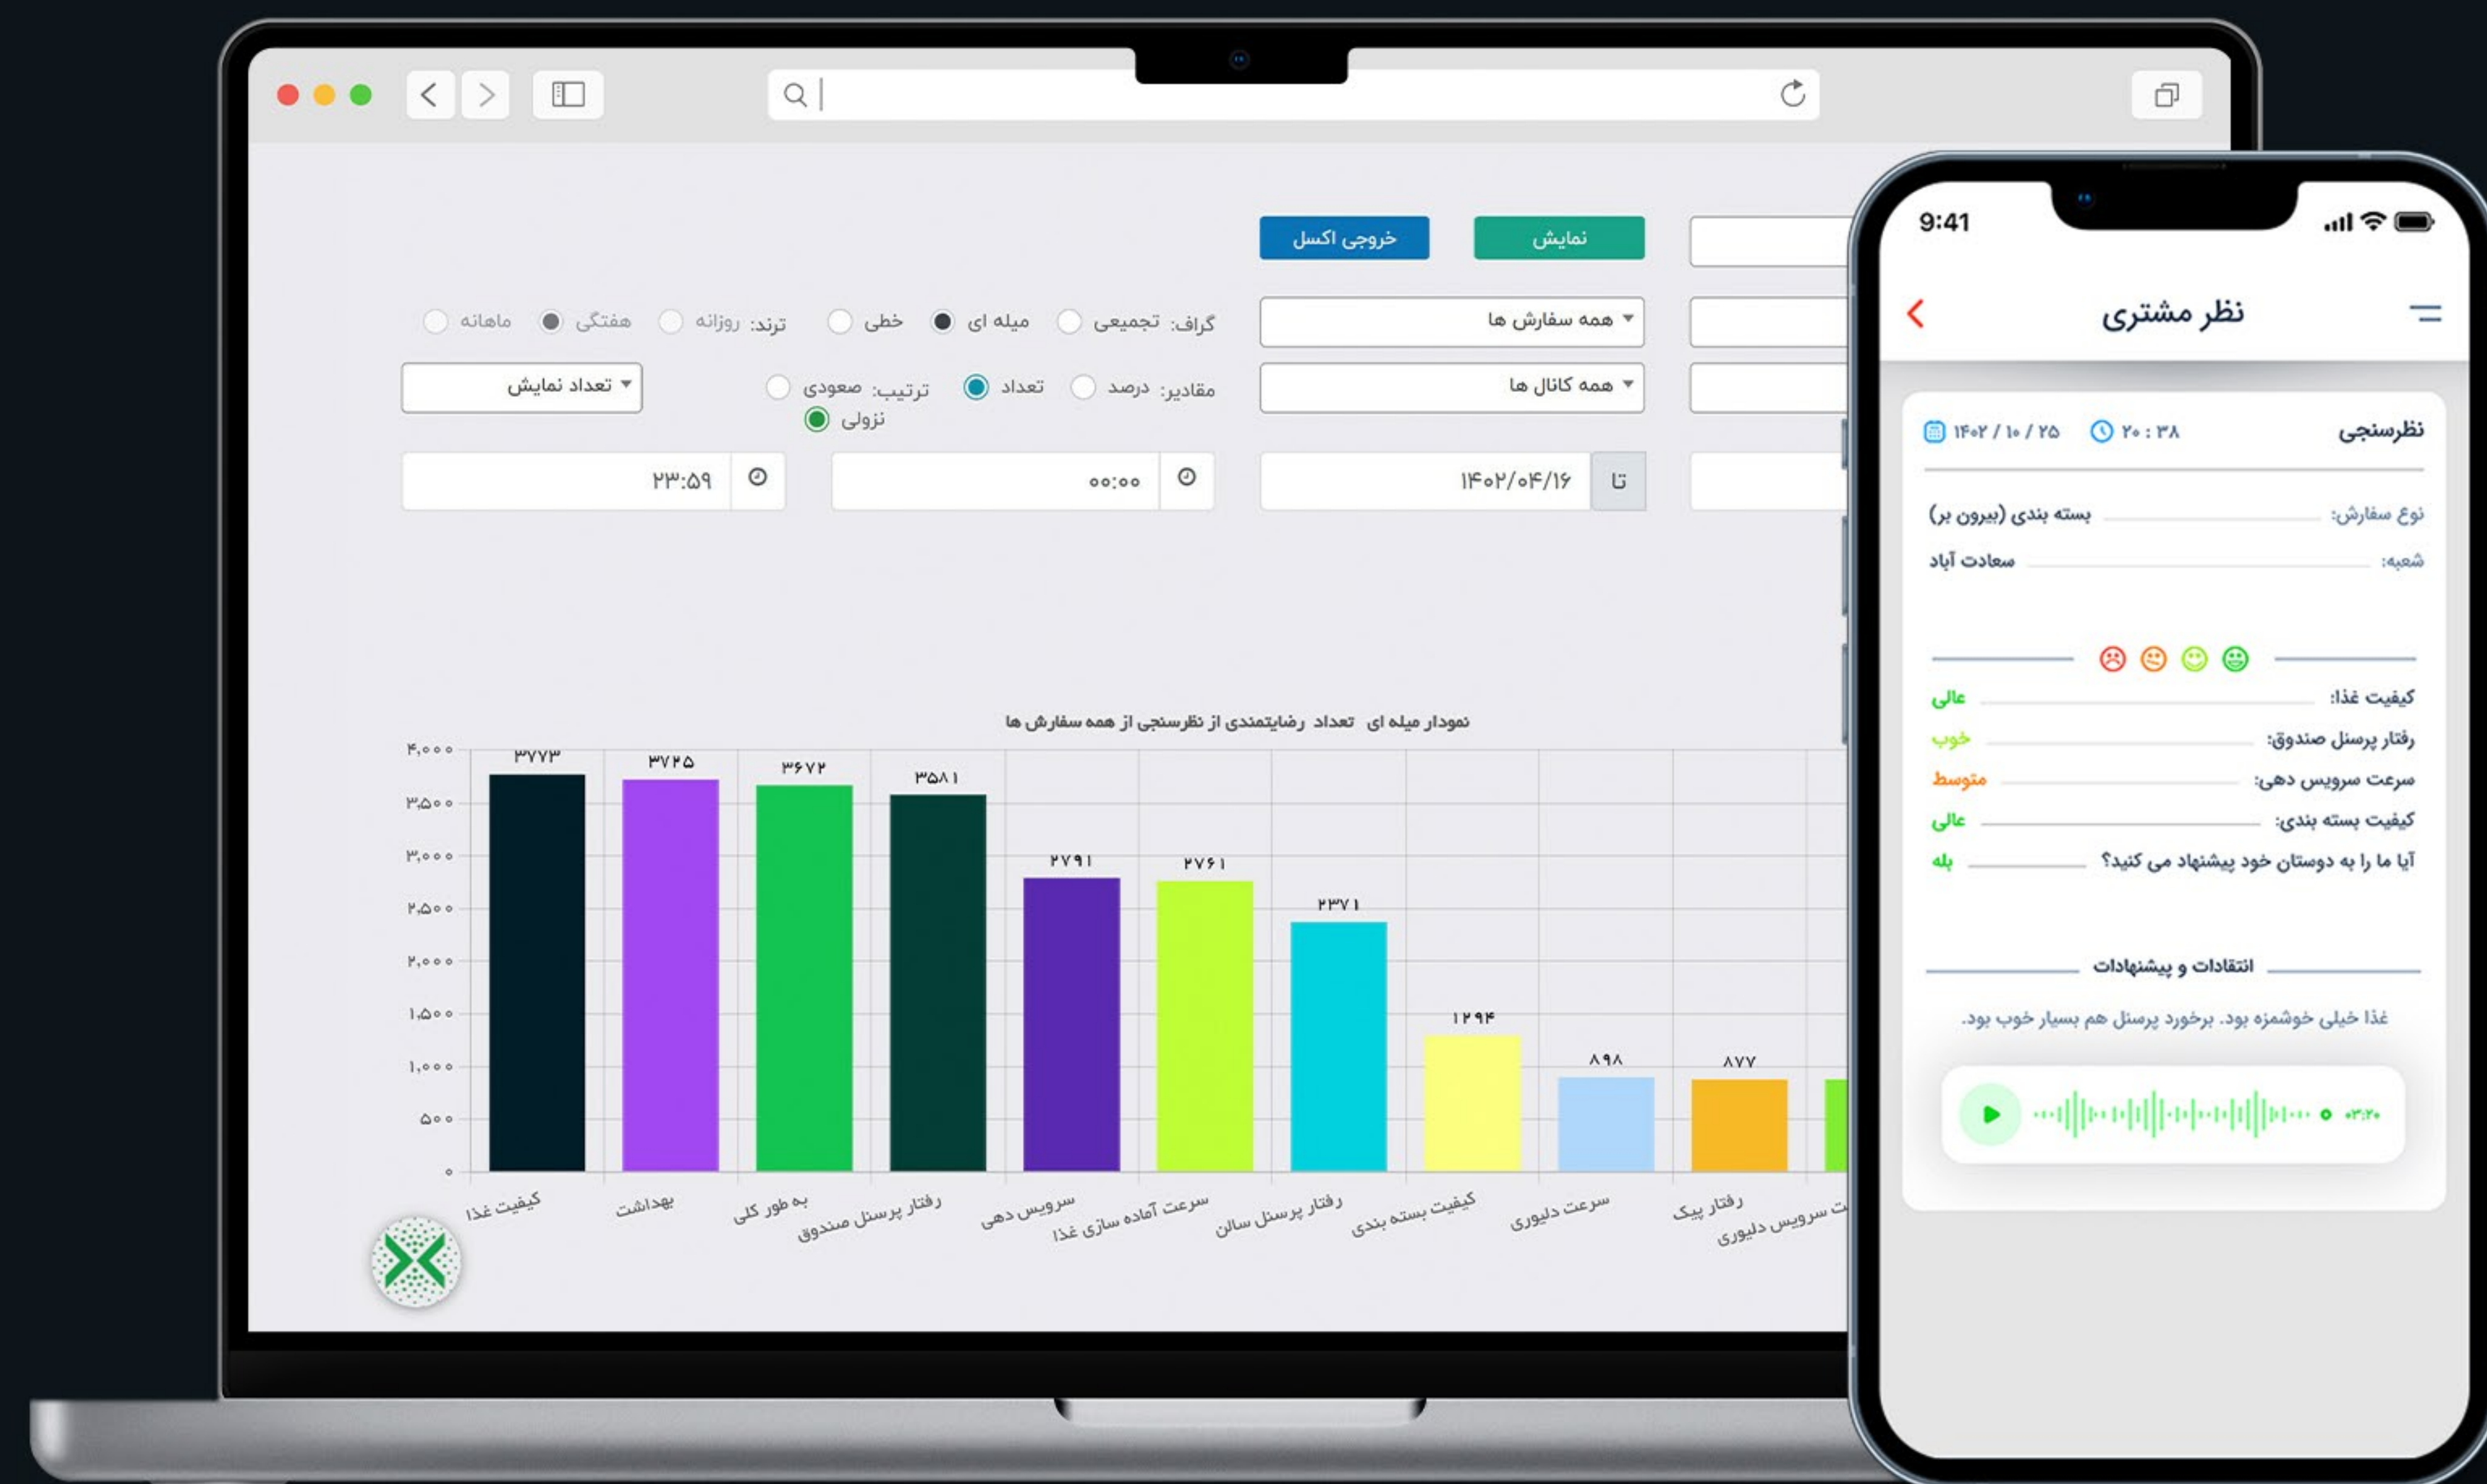 نمایش
خروجی اکسل
همه سفارش ها
گراف: تجمیعی میله ای خطی
ترند: روزانه هفتگی ماهانه
همه کانال ها
مقادیر: درصد تعداد
ترتیب: صعودی
نزولی
تعداد نمایش
تا
۱۴۰۲/۰۴/۱۶
۰۰:۰۰
۲۳:۵۹
نمودار میله ای تعداد رضایتمندی از نظرسنجی از همه سفارش ها
۴,۰۰۰
۳,۵۰۰
۳,۰۰۰
۲,۵۰۰
۲,۰۰۰
۱,۵۰۰
۱,۰۰۰
۵۰۰
۰
۳۷۷۳
۳۷۲۵
۳۶۷۲
۳۵۸۱
۲۷۹۱
۲۷۶۱
۲۳۷۱
۱۲۹۴
۸۹۸
۸۷۷
کیفیت غذا
بهداشت
به طور کلی
رفتار پرسنل صندوق
سرویس دهی
سرعت آماده سازی غذا
رفتار پرسنل سالن
کیفیت بسته بندی
سرعت دلیوری
رفتار پیک
سرویس دلیوری
9:41
نظر مشتری
نظرسنجی
۲۰ : ۳۸
۱۴۰۲ / ۱۰ / ۲۵
نوع سفارش: بسته بندی (بیرون بر)
شعبه: سعادت آباد
کیفیت غذا: عالی
رفتار پرسنل صندوق: خوب
سرعت سرویس دهی: متوسط
کیفیت بسته بندی: عالی
آیا ما را به دوستان خود پیشنهاد می کنید؟ بله
انتقادات و پیشنهادات
غذا خیلی خوشمزه بود. برخورد پرسنل هم بسیار خوب بود.
۰۳:۲۰